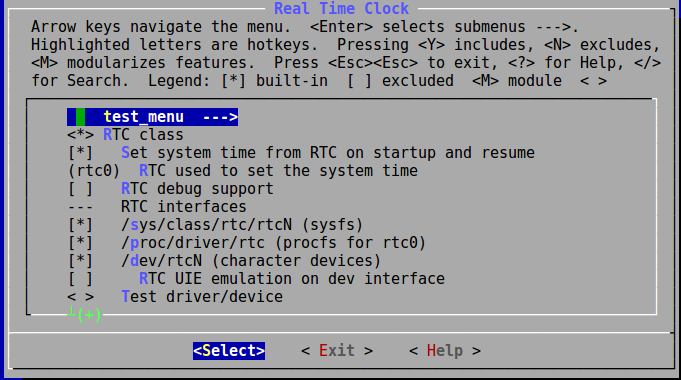 Real Time Clock
Arrow keys navigate the menu.  <Enter> selects submenus --->.
Highlighted letters are hotkeys.  Pressing <Y> includes, <N> excludes,
<M> modularizes features.  Press <Esc><Esc> to exit, <?> for Help, </>
for Search.  Legend: [*] built-in  [ ] excluded  <M> module  < >
test_menu  --->
<*> RTC class
[*]   Set system time from RTC on startup and resume
(rtc0)  RTC used to set the system time
[ ]   RTC debug support
---   RTC interfaces
[*]   /sys/class/rtc/rtcN (sysfs)
[*]   /proc/driver/rtc (procfs for rtc0)
[*]   /dev/rtcN (character devices)
[ ]     RTC UIE emulation on dev interface
< >   Test driver/device
┴(+)
<Select>    < Exit >    < Help >